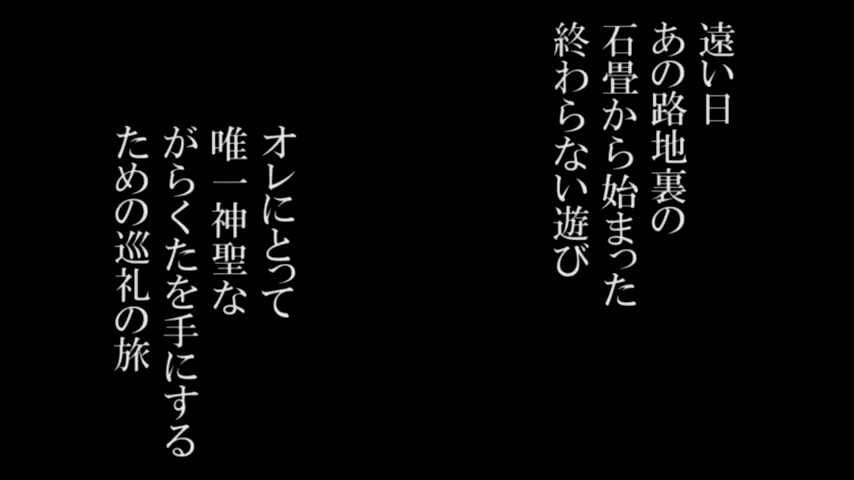 遠い日
あの路地裏の
石畳から始まった
終わらない遊び
オレにとって
唯一神聖な
がらくたを手にする
ための巡礼の旅